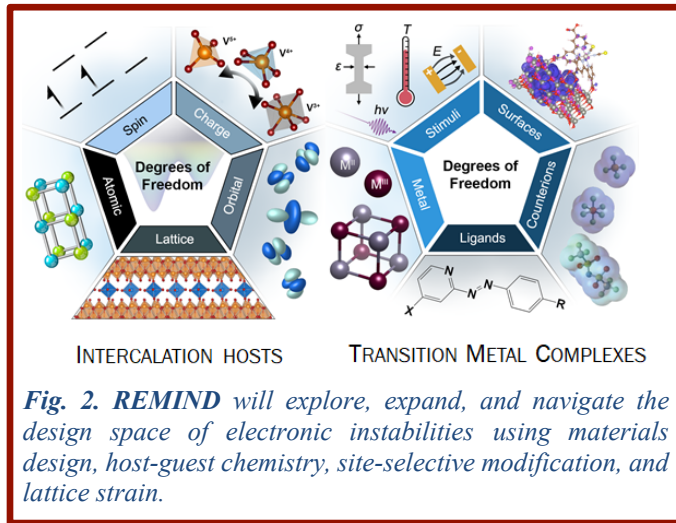 σ
T
E
ε
hν
V⁵⁺
V⁴⁺
V³⁺
Spin
Charge
Orbital
Lattice
Atomic
Degrees of
Freedom
Stimuli
Surfaces
Counterions
Ligands
Metal
Degrees of
Freedom
Mᴵᴵ
Mᴵᴵᴵ
N
N
N
X
R
INTERCALATION HOSTS
TRANSITION METAL COMPLEXES
Fig. 2. REMIND will explore, expand, and navigate the
design space of electronic instabilities using materials
design, host-guest chemistry, site-selective modification, and
lattice strain.